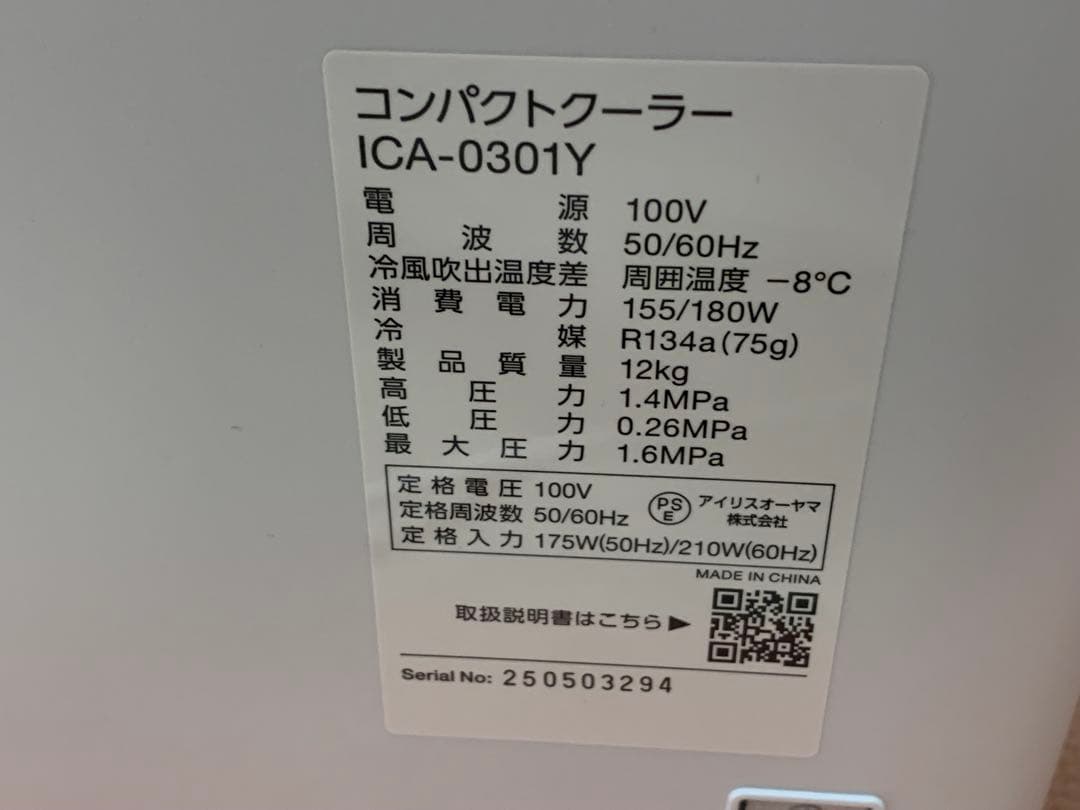 コンパクトクーラー
ICA-0301Y
電源 100V
周波数 50/60Hz
冷風吹出温度差 周囲温度 −8℃
消費電力 155/180W
冷媒 R134a(75g)
製品質量 12kg
高圧力 1.4MPa
低圧力 0.26MPa
最大圧力 1.6MPa
定格電圧 100V
定格周波数 50/60Hz
定格入力 175W(50Hz)/210W(60Hz)
PS
E
アイリスオーヤマ
株式会社
MADE IN CHINA
取扱説明書はこちら▶
Serial No: 250503294